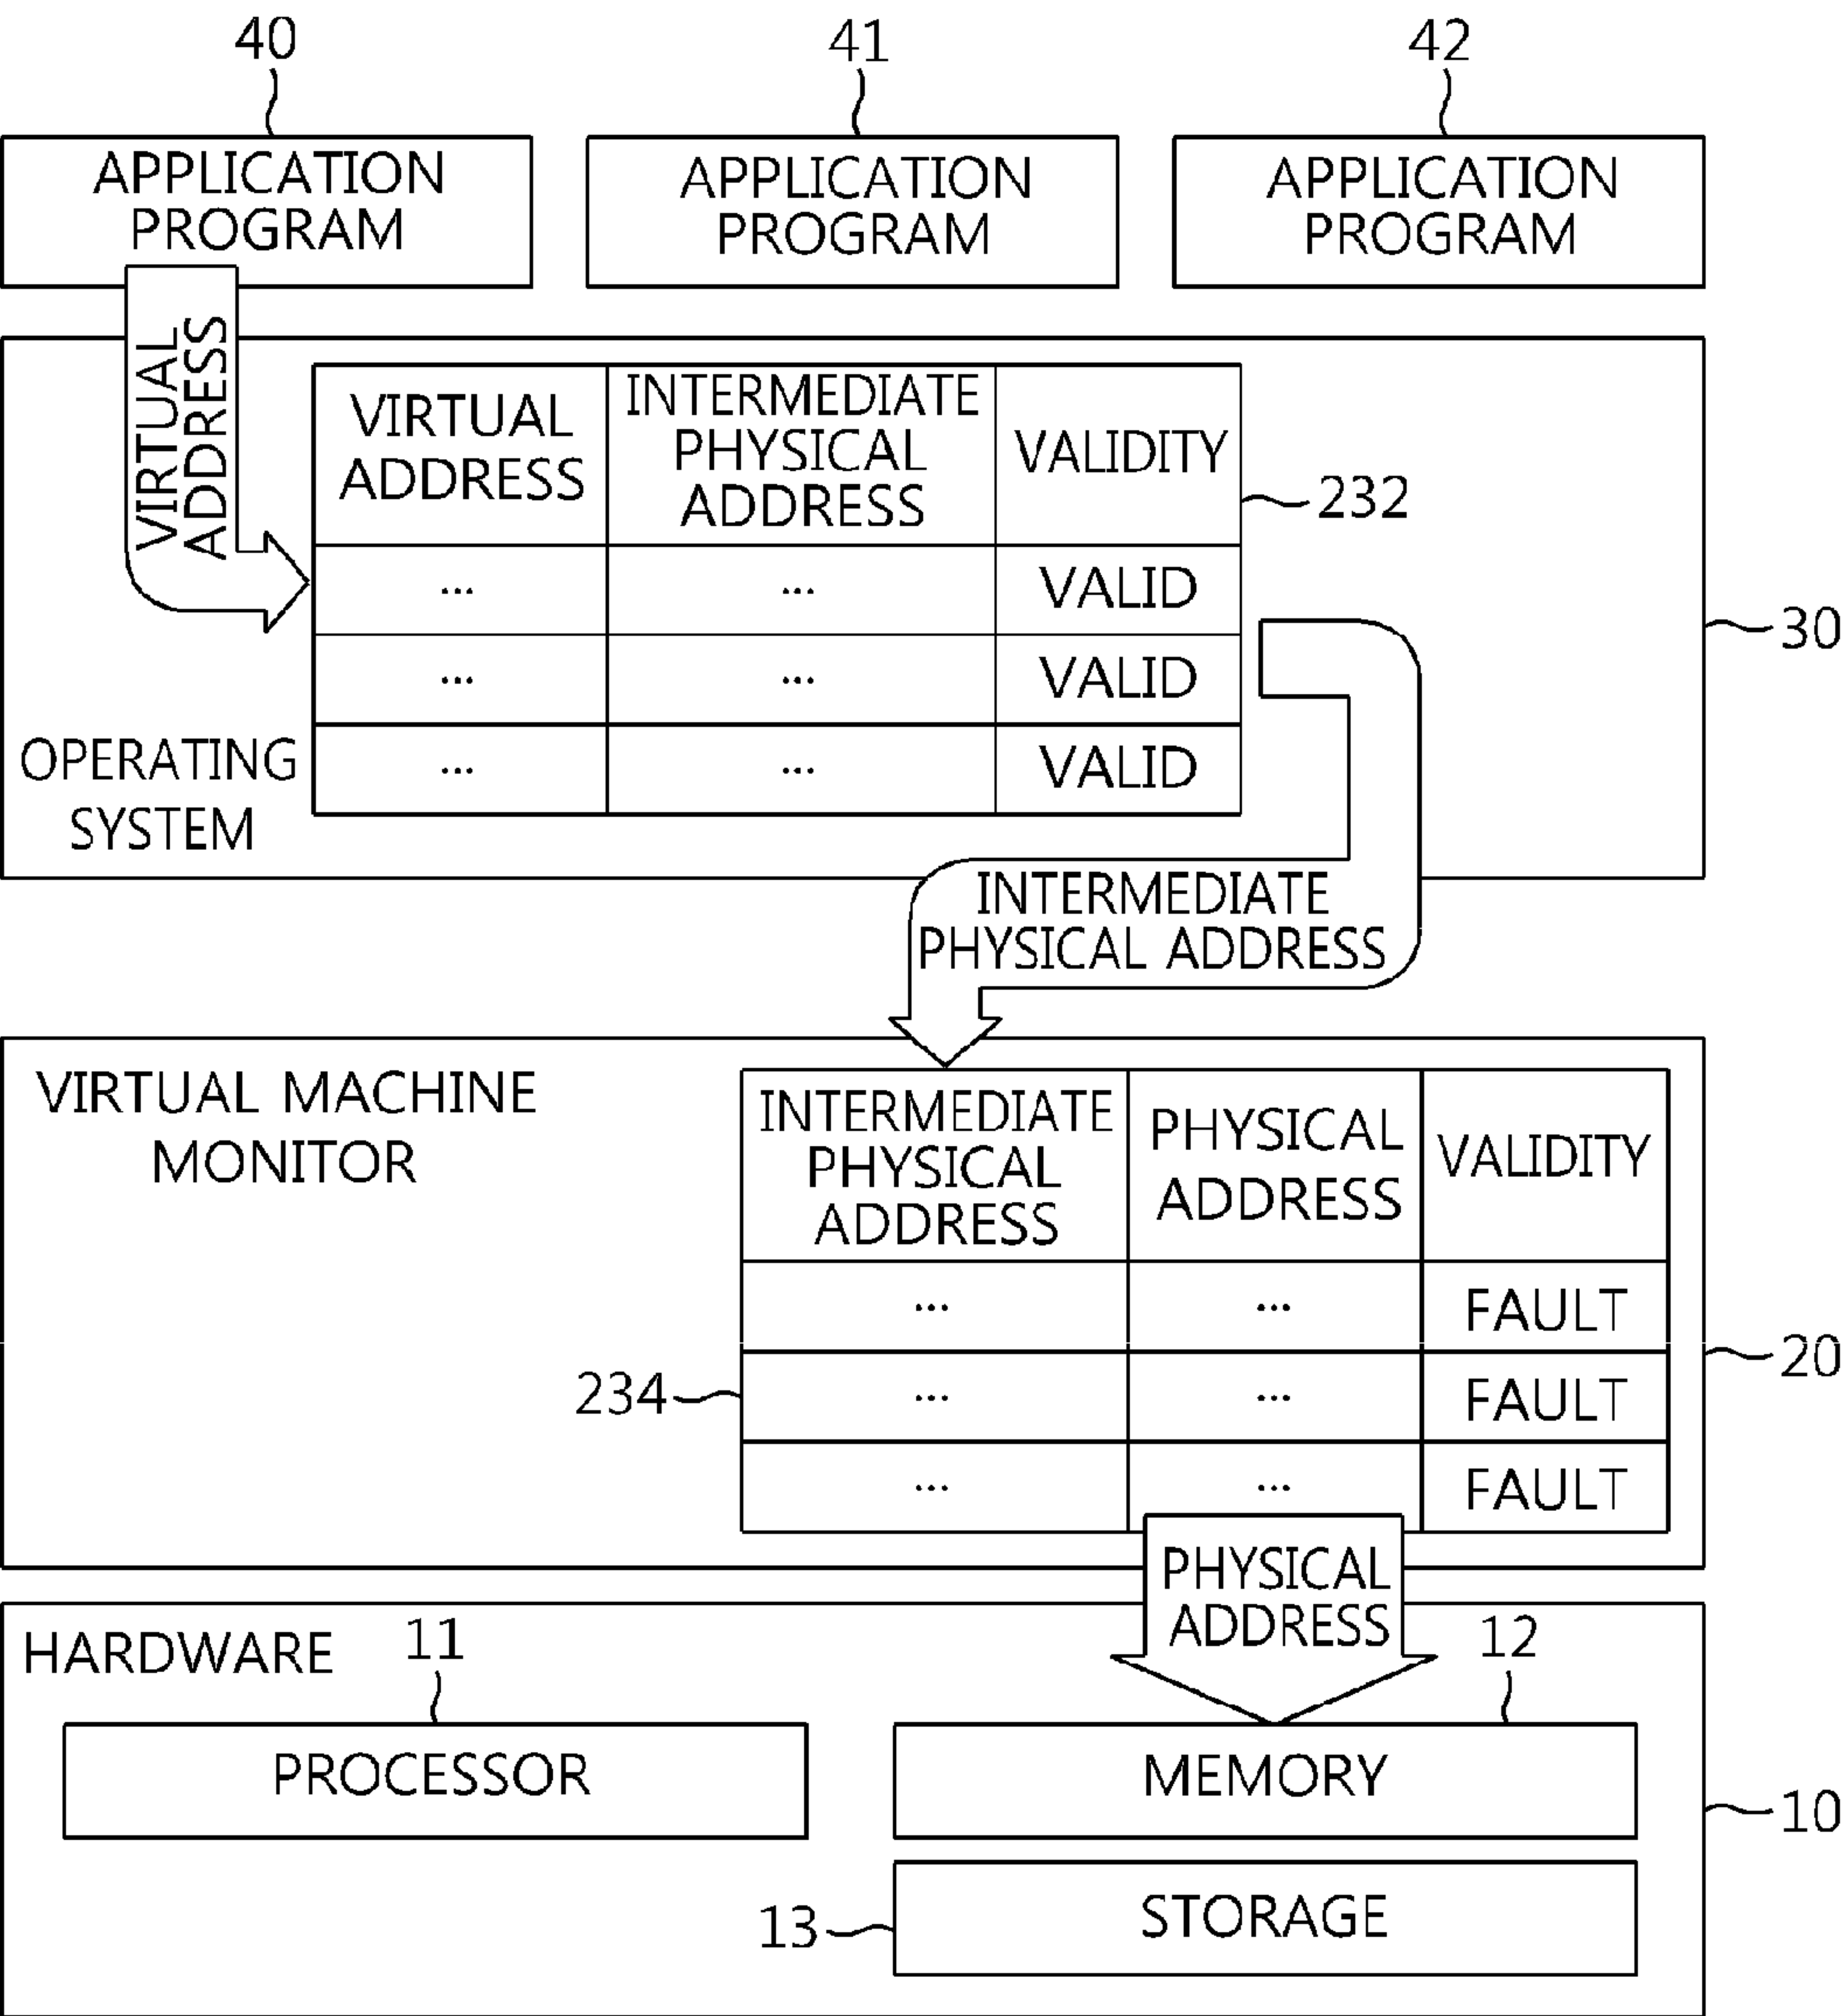 40
41
42
APPLICATION
PROGRAM
APPLICATION
PROGRAM
APPLICATION
PROGRAM
VIRTUAL
ADDRESS
VIRTUAL
ADDRESS
INTERMEDIATE
PHYSICAL
ADDRESS
VALIDITY
232
... ... VALID
30
... ... VALID
... ... VALID
OPERATING
SYSTEM
INTERMEDIATE
PHYSICAL ADDRESS
VIRTUAL MACHINE
MONITOR
INTERMEDIATE
PHYSICAL
ADDRESS
PHYSICAL
ADDRESS
VALIDITY
... ... FAULT
20
234
... ... FAULT
... ... FAULT
PHYSICAL
ADDRESS
HARDWARE
11
12
PROCESSOR
MEMORY
10
13
STORAGE